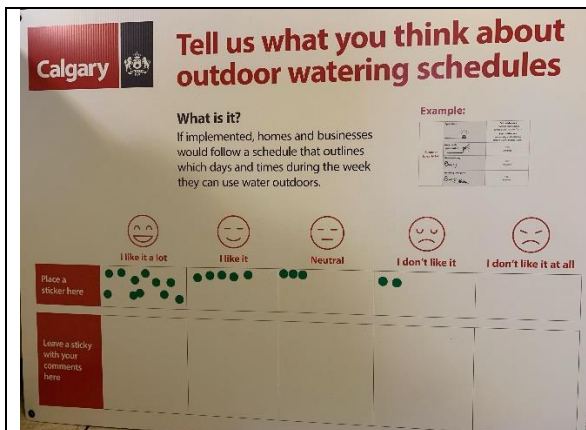 Calgary
Tell us what you think about
outdoor watering schedules
What is it?
If implemented, homes and businesses
would follow a schedule that outlines
which days and times during the week
they can use water outdoors.
Example:
I like it a lot
I like it
Neutral
I don't like it
I don't like it at all
Place a
sticker here
Leave a sticky
with your
comments
here